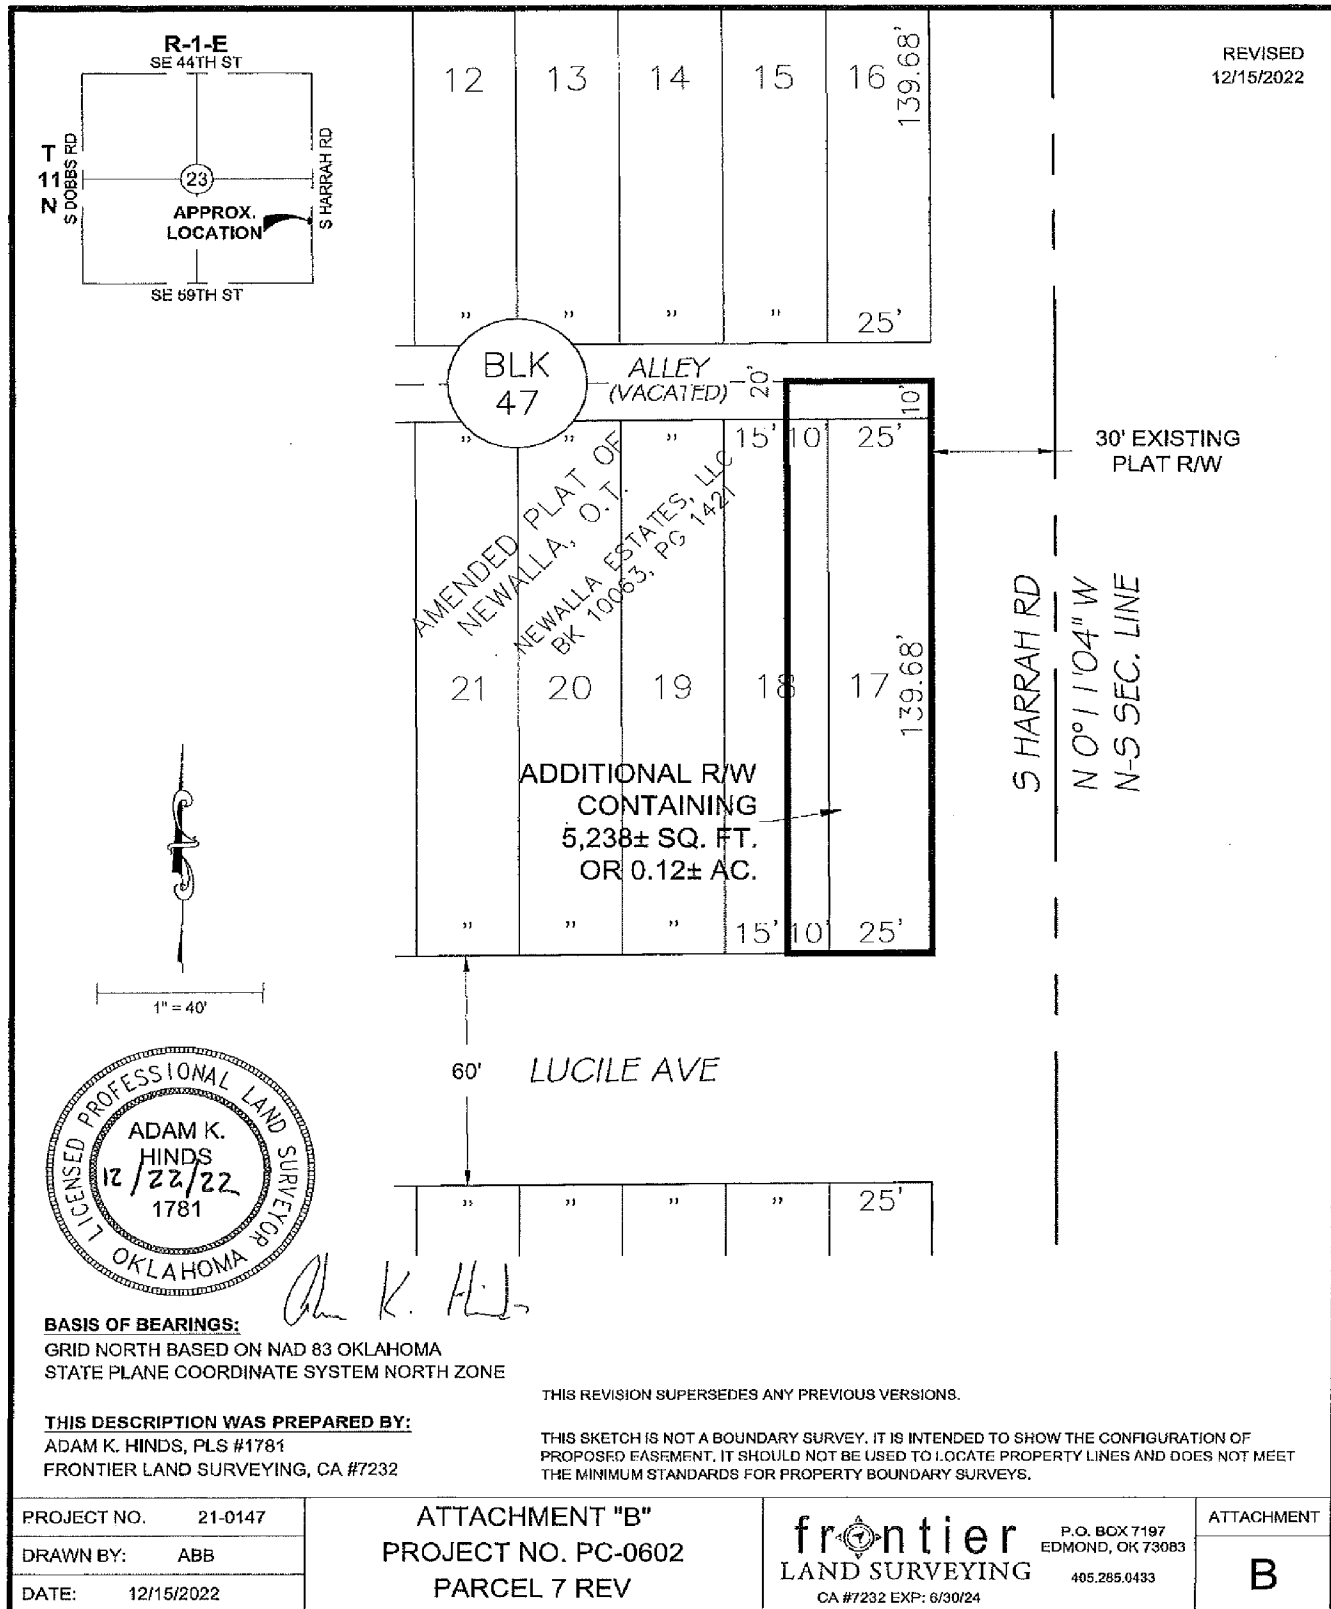 R-1-E
SE 44TH ST
T
11
N
S DOBBS RD
23
S HARRAH RD
APPROX.
LOCATION
SE 59TH ST
REVISED
12/15/2022
12 13 14 15 16
139.68'
" " " " 25'
BLK
47
ALLEY
(VACATED)
20'
10'
" " " 15' 10' 25'
30' EXISTING
PLAT R/W
AMENDED PLAT OF
NEWALLA, O.T.
NEWALLA ESTATES, LLC
BK 10063, PG 1421
21 20 19 18 17
139.68'
S HARRAH RD
N 0°11'04" W
N-S SEC. LINE
ADDITIONAL R/W
CONTAINING
5,238± SQ. FT.
OR 0.12± AC.
" " " 15' 10' 25'
1" = 40'
60'
LUCILE AVE
" " " " 25'
LICENSED PROFESSIONAL LAND SURVEYOR
ADAM K.
HINDS
12/22/22
1781
OKLAHOMA
Adam K. Hinds
BASIS OF BEARINGS:
GRID NORTH BASED ON NAD 83 OKLAHOMA
STATE PLANE COORDINATE SYSTEM NORTH ZONE
THIS DESCRIPTION WAS PREPARED BY:
ADAM K. HINDS, PLS #1781
FRONTIER LAND SURVEYING, CA #7232
THIS REVISION SUPERSEDES ANY PREVIOUS VERSIONS.
THIS SKETCH IS NOT A BOUNDARY SURVEY. IT IS INTENDED TO SHOW THE CONFIGURATION OF
PROPOSED EASEMENT. IT SHOULD NOT BE USED TO LOCATE PROPERTY LINES AND DOES NOT MEET
THE MINIMUM STANDARDS FOR PROPERTY BOUNDARY SURVEYS.
PROJECT NO. 21-0147
DRAWN BY: ABB
DATE: 12/15/2022
ATTACHMENT "B"
PROJECT NO. PC-0602
PARCEL 7 REV
frontier
LAND SURVEYING
CA #7232 EXP: 6/30/24
P.O. BOX 7197
EDMOND, OK 73083
405.285.0433
ATTACHMENT
B